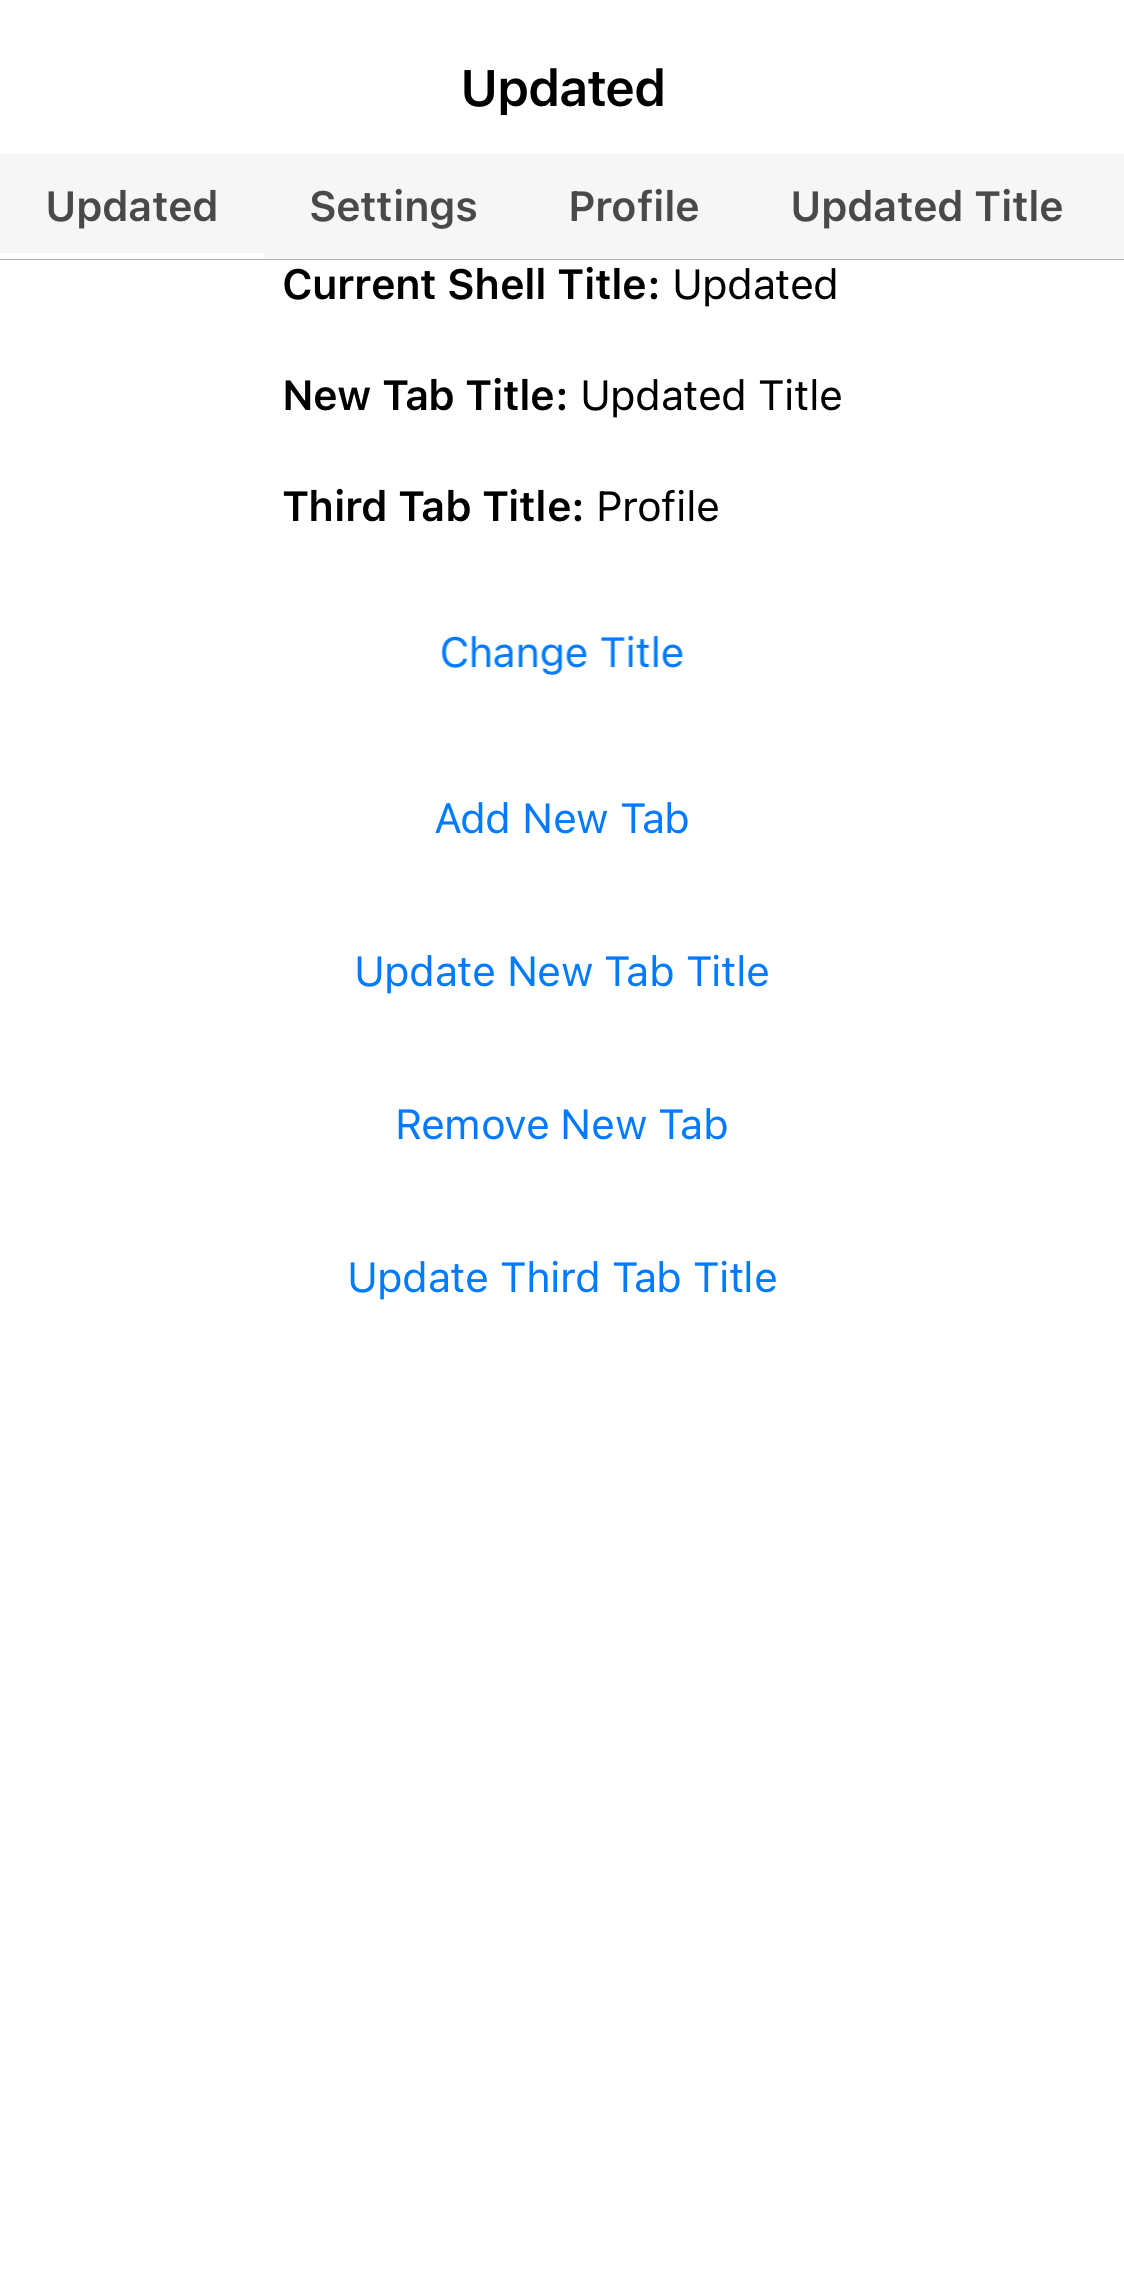 Updated
Updated Settings Profile Updated Title
Current Shell Title: Updated
New Tab Title: Updated Title
Third Tab Title: Profile
Change Title
Add New Tab
Update New Tab Title
Remove New Tab
Update Third Tab Title